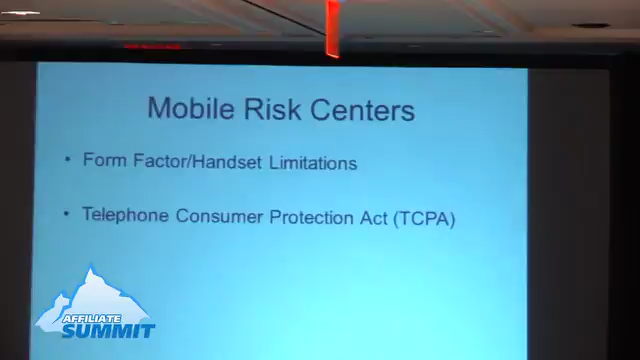 Mobile Risk Centers
• Form Factor/Handset Limitations
• Telephone Consumer Protection Act (TCPA)
AFFILIATE
SUMMIT